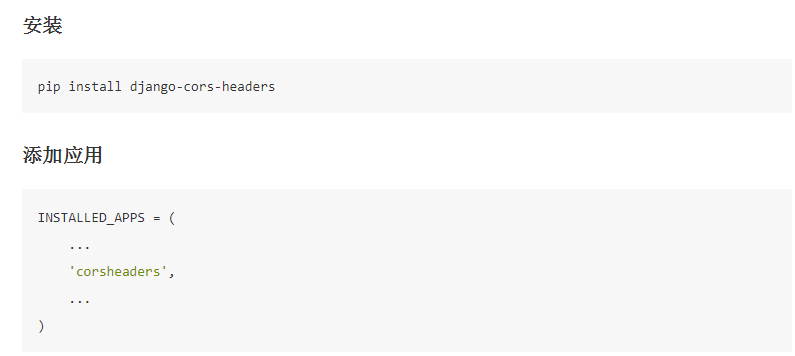 安装
pip install django-cors-headers
添加应用
INSTALLED_APPS = (
    ...
    'corsheaders',
    ...
)